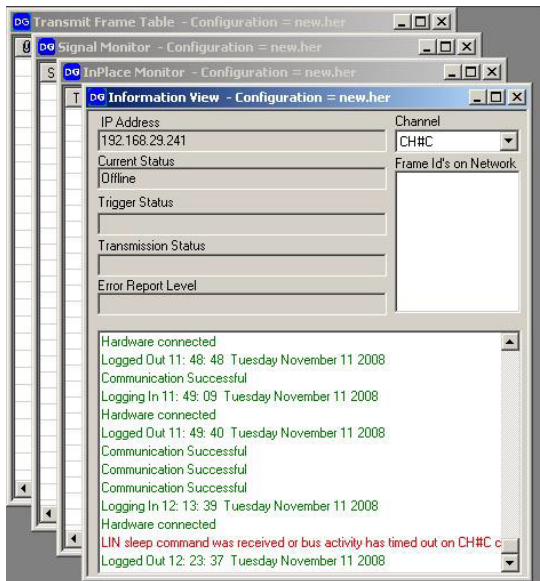 DG Transmit Frame Table - Configuration = new.her
DG Signal Monitor - Configuration = new.her
S DG InPlace Monitor - Configuration = new.her
T DG Information View - Configuration = new.her
IP Address
192.168.29.241
Channel
CH#C
Current Status
Offline
Frame Id's on Network
Trigger Status
Transmission Status
Error Report Level
Hardware connected
Logged Out 11: 48: 48 Tuesday November 11 2008
Communication Successful
Logging In 11: 49: 09 Tuesday November 11 2008
Hardware connected
Logged Out 11: 49: 40 Tuesday November 11 2008
Communication Successful
Communication Successful
Communication Successful
Logging In 12: 13: 39 Tuesday November 11 2008
Hardware connected
LIN sleep command was received or bus activity has timed out on CH#C c
Logged Out 12: 23: 37 Tuesday November 11 2008